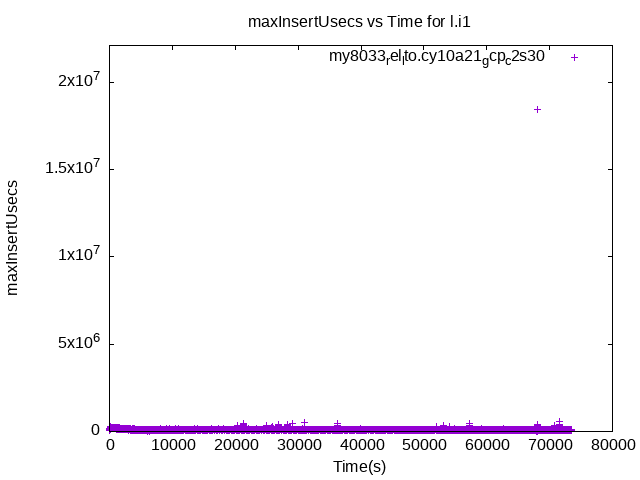 maxInsertUsecs vs Time for l.i1
my8033rellto.cy10a21gcpc2s30
2x10⁷
1.5x10⁷
1x10⁷
5x10⁶
0
maxInsertUsecs
0 10000 20000 30000 40000 50000 60000 70000 80000
Time(s)